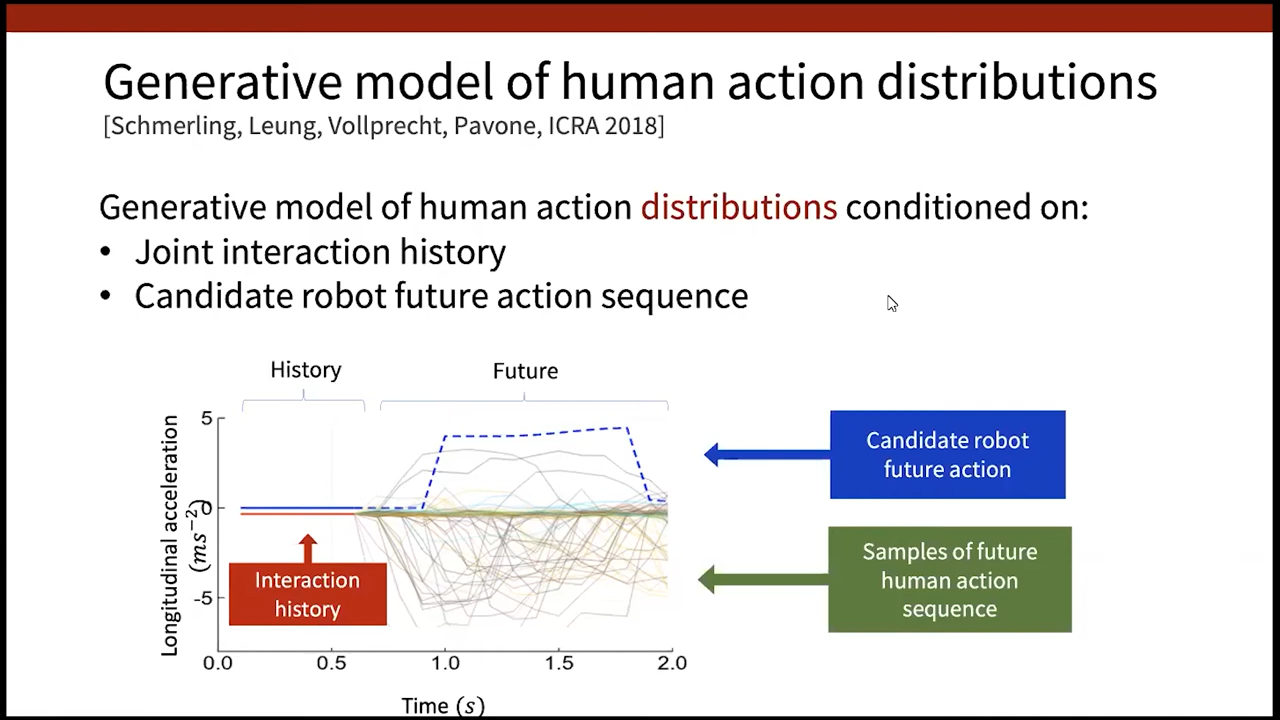 Generative model of human action distributions
[Schmerling, Leung, Vollprecht, Pavone, ICRA 2018]
Generative model of human action distributions conditioned on:
• Joint interaction history
• Candidate robot future action sequence
History
Future
Longitudinal acceleration
(ms⁻²)
5
0
-5
0.0 0.5 1.0 1.5 2.0
Time (s)
Interaction
history
Candidate robot
future action
Samples of future
human action
sequence